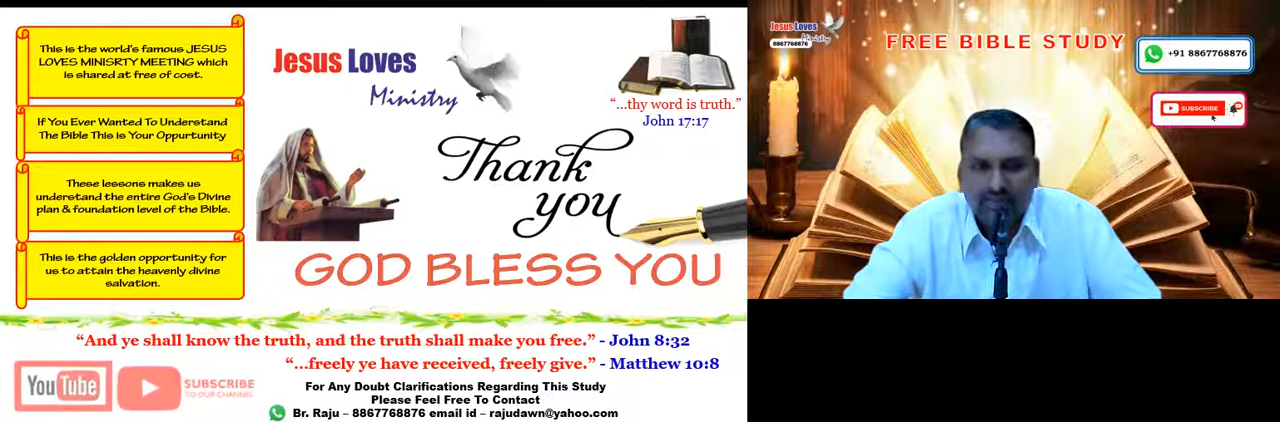 This is the world's famous JESUS
LOVES MINISRTY MEETING which
is shared at free of cost.
If You Ever Wanted To Understand
The Bible This is Your Oppurtunity
These lessons makes us
understand the entire God's Divine
plan & foundation level of the Bible.
This is the golden opportunity for
us to attain the heavenly divine
salvation.
Jesus Loves
Ministry
"...thy word is truth."
John 17:17
Thank
you
GOD BLESS YOU
"And ye shall know the truth, and the truth shall make you free." - John 8:32
"...freely ye have received, freely give." - Matthew 10:8
YouTube
SUBSCRIBE
TO OUR CHANNEL
For Any Doubt Clarifications Regarding This Study
Please Feel Free To Contact
Br. Raju – 8867768876 email id – rajudawn@yahoo.com
Jesus Loves
Ministry
8867768876
FREE BIBLE STUDY
+91 8867768876
SUBSCRIBE